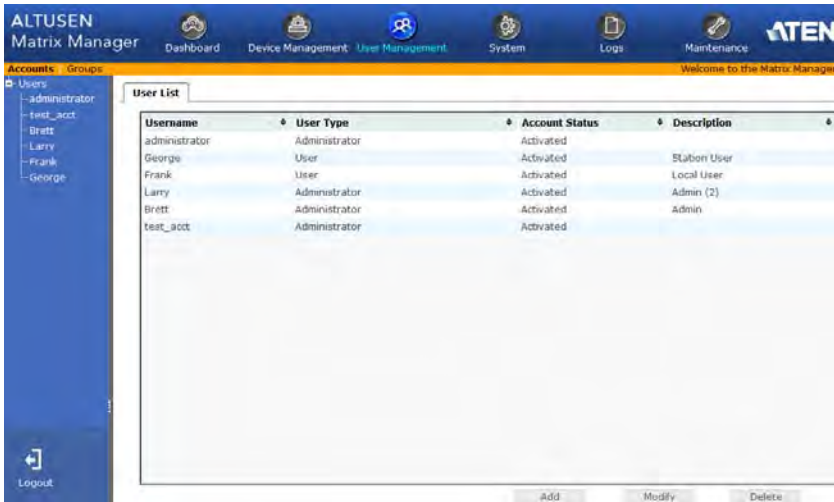 ALTUSEN
Matrix Manager
Dashboard
Device Management
User Management
System
Logs
Maintenance
ATEN
Accounts Groups
Welcome to the Matrix Manager
Users
administrator
test_acct
Brett
Larry
Frank
George
User List
Username User Type Account Status Description
administrator Administrator Activated
George User Activated Station User
Frank User Activated Local User
Larry Administrator Activated Admin (2)
Brett Administrator Activated Admin
test_acct Administrator Activated
Logout
Add Modify Delete